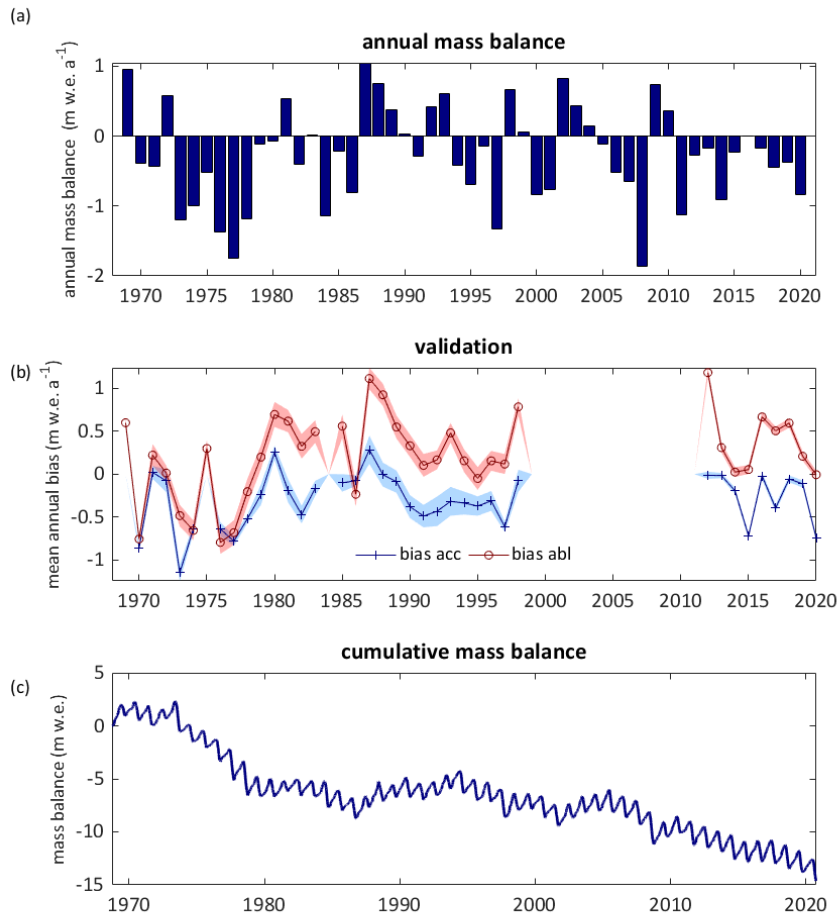 (a)
annual mass balance
annual mass balance (m w.e. a-1)
1
0
-1
-2
1970 1975 1980 1985 1990 1995 2000 2005 2010 2015 2020
validation
(b)
mean annual bias (m w.e. a-1)
1
0.5
0
-0.5
-1
bias acc bias abl
1970 1975 1980 1985 1990 1995 2000 2005 2010 2015 2020
cumulative mass balance
(c)
mass balance (m w.e.)
5
0
-5
-10
-15
1970 1980 1990 2000 2010 2020